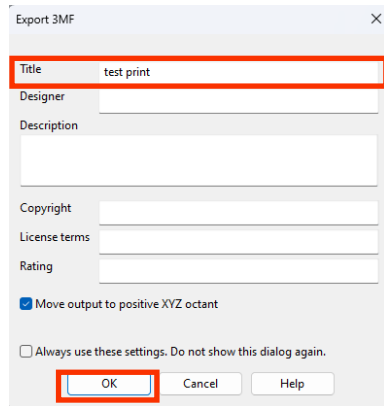 Export 3MF
Title test print
Designer
Description
Copyright
License terms
Rating
Move output to positive XYZ octant
Always use these settings. Do not show this dialog again.
OK Cancel Help